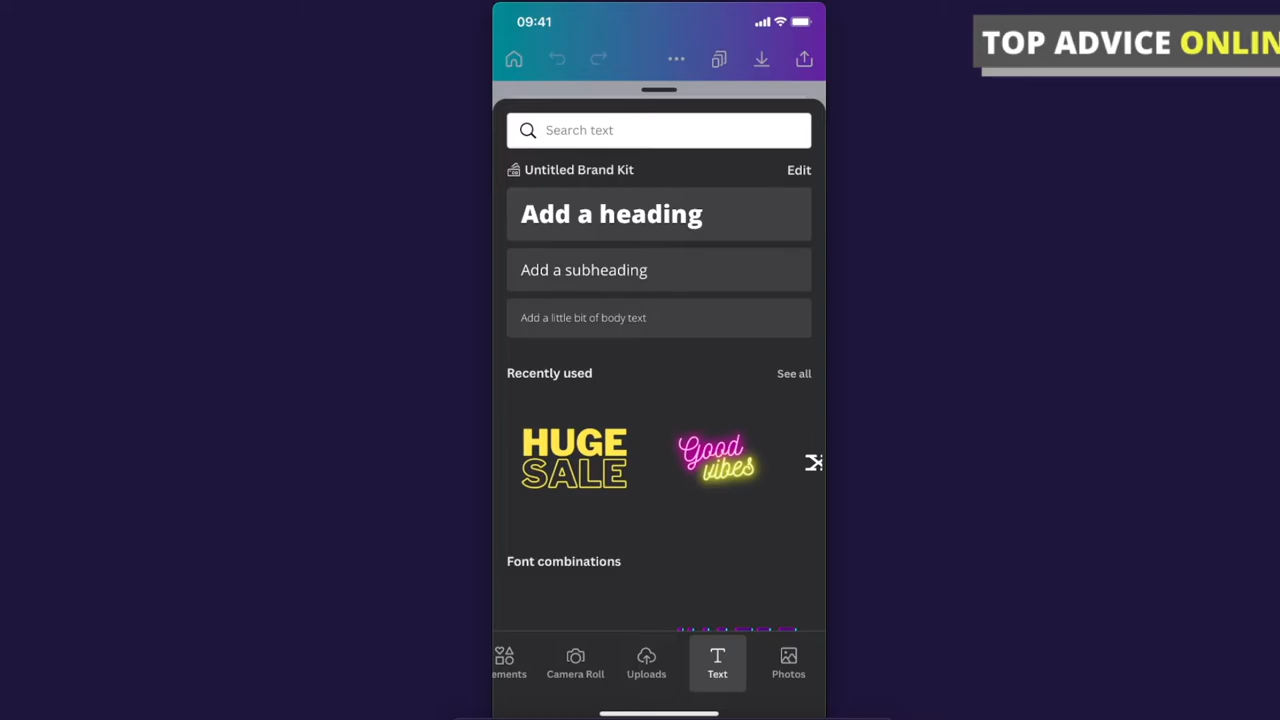 09:41
TOP ADVICE ONLIN
Search text
Untitled Brand Kit Edit
Add a heading
Add a subheading
Add a little bit of body text
Recently used See all
HUGE
SALE
Good
vibes
Font combinations
ements Camera Roll Uploads Text Photos